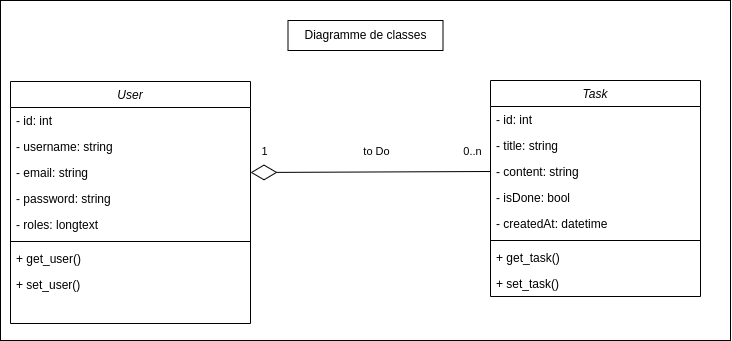 Diagramme de classes
User
- id: int
- username: string
- email: string
- password: string
- roles: longtext
+ get_user()
+ set_user()
1
to Do
0..n
Task
- id: int
- title: string
- content: string
- isDone: bool
- createdAt: datetime
+ get_task()
+ set_task()